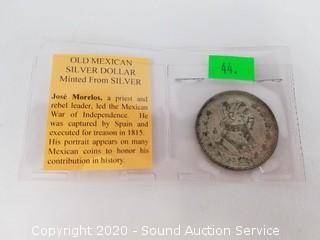 OLD MEXICAN
SILVER DOLLAR
Minted From SILVER
José Morelos, a priest and
rebel leader, led the Mexican
War of Independence. He
was captured by Spain and
executed for treason in 1815.
His portrait appears on many
Mexican coins to honor his
contribution in history.
44.
Copyright 2020 - Sound Auction Service